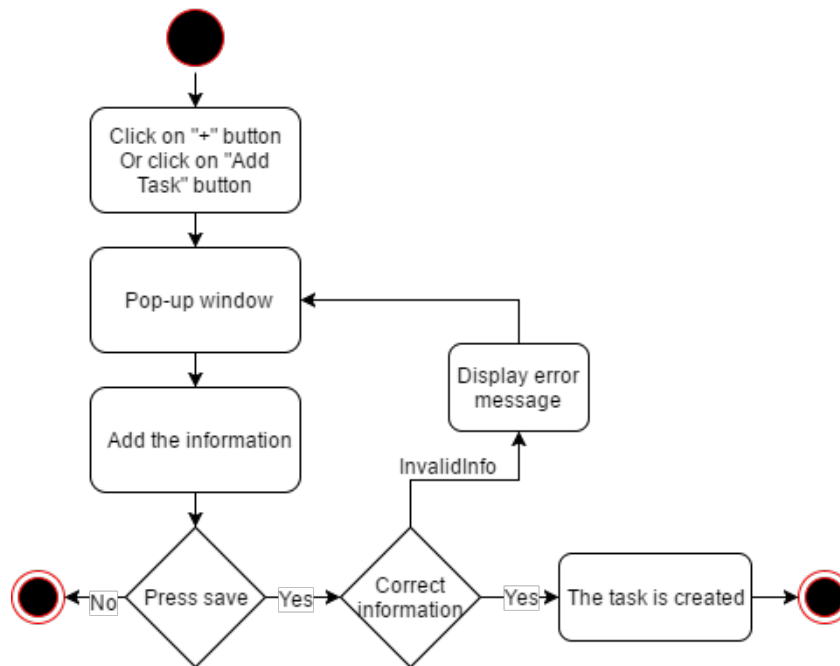 Click on "+" button
Or click on "Add
Task" button
Pop-up window
Display error
message
Add the information
InvalidInfo
No
Press save
Yes
Correct
information
Yes
The task is created